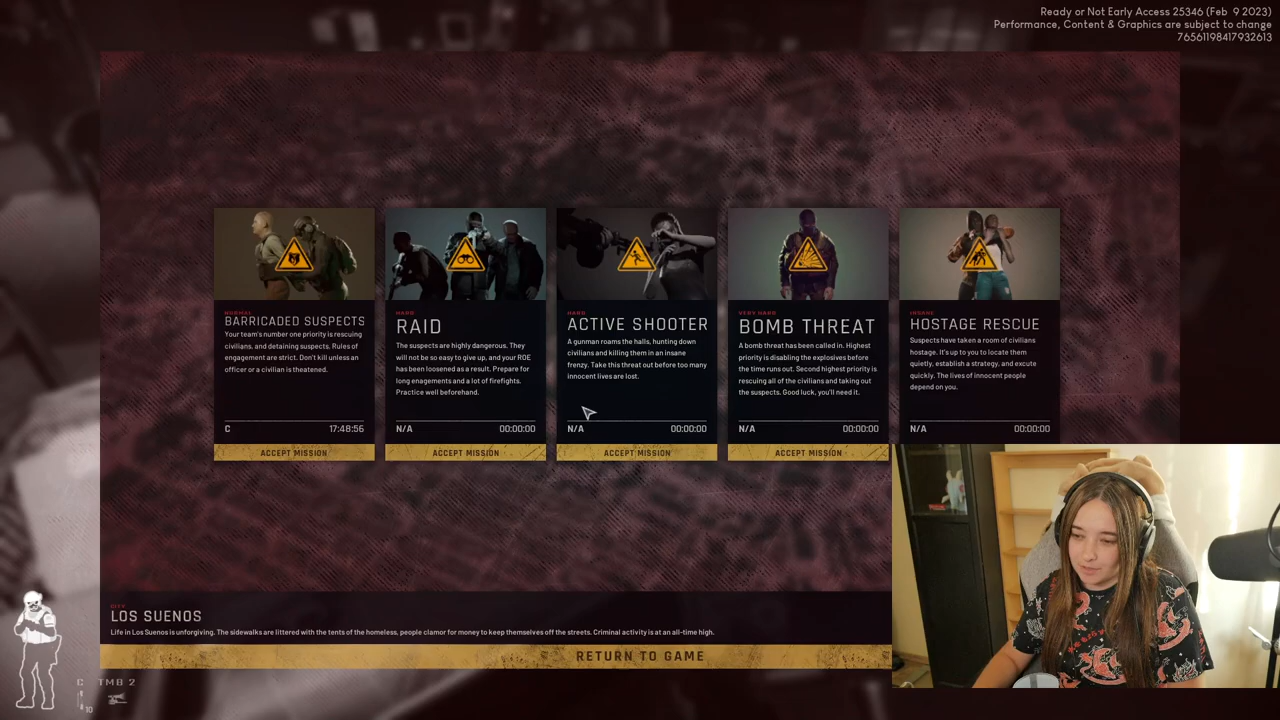 Ready or Not Early Access 25346 (Feb 9 2023)
Performance, Content & Graphics are subject to change
76561198417932613
NORMAL
BARRICADED SUSPECTS
Your team's number one priority is rescuing
civilians, and detaining suspects. Rules of
engagement are strict. Don't kill unless an
officer or a civilian is theatened.
C 17:48:56
ACCEPT MISSION
HARD
RAID
The suspects are highly dangerous. They
will not be so easy to give up, and your ROE
has been loosened as a result. Prepare for
long enagements and a lot of firefights.
Practice well beforehand.
N/A 00:00:00
ACCEPT MISSION
HARD
ACTIVE SHOOTER
A gunman roams the halls, hunting down
civilians and killing them in an insane
frenzy. Take this threat out before too many
innocent lives are lost.
N/A 00:00:00
ACCEPT MISSION
VERY HARD
BOMB THREAT
A bomb threat has been called in. Highest
priority is disabling the explosives before
the time runs out. Second highest priority is
rescuing all of the civilians and taking out
the suspects. Good luck, you'll need it.
N/A 00:00:00
ACCEPT MISSION
INSANE
HOSTAGE RESCUE
Suspects have taken a room of civilians
hostage. It's up to you to locate them
quietly, establish a strategy, and excute
quickly. The lives of innocent people
depend on you.
N/A 00:00:00
LOS SUENOS
Life in Los Suenos is unforgiving. The sidewalks are littered with the tents of the homeless, people clamor for money to keep themselves off the streets. Criminal activity is at an all-time high.
RETURN TO GAME
C TMB 2
10